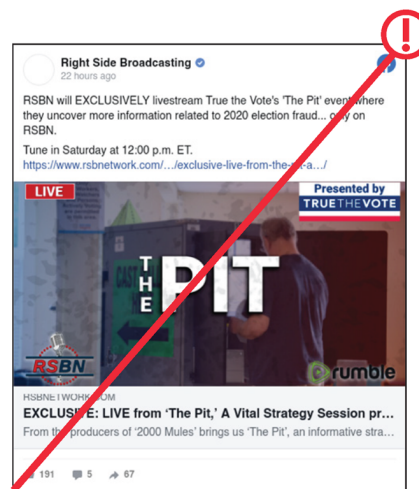 Right Side Broadcasting
22 hours ago
RSBN will EXCLUSIVELY livestream True the Vote's 'The Pit' event where
they uncover more information related to 2020 election fraud... only on
RSBN.
Tune in Saturday at 12:00 p.m. ET.
https://www.rsbnetwork.com/.../exclusive-live-from-the-pit-a.../
LIVE
Presented by
TRUETHEVOTE
THE PIT
RSBN
rumble
RSBNETWORK.COM
EXCLUSIVE: LIVE from 'The Pit,' A Vital Strategy Session pr...
From the producers of '2000 Mules' brings us 'The Pit', an informative stra...
191 5 67